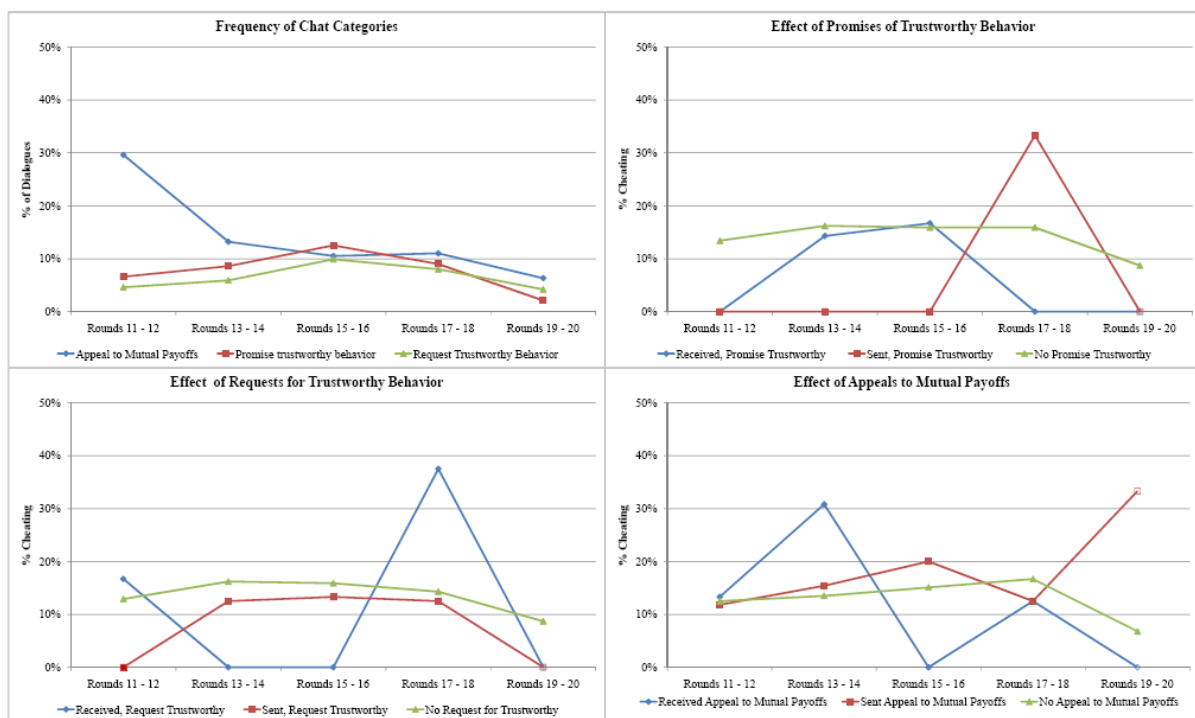 Frequency of Chat Categories
50%
40%
30%
20%
10%
0%
% of Dialogues
Rounds 11 - 12 Rounds 13 - 14 Rounds 15 - 16 Rounds 17 - 18 Rounds 19 - 20
Appeal to Mutual Payoffs Promise trustworthy behavior Request Trustworthy Behavior
Effect of Promises of Trustworthy Behavior
50%
40%
30%
20%
10%
0%
% Cheating
Rounds 11 - 12 Rounds 13 - 14 Rounds 15 - 16 Rounds 17 - 18 Rounds 19 - 20
Received, Promise Trustworthy Sent, Promise Trustworthy No Promise Trustworthy
Effect of Requests for Trustworthy Behavior
50%
40%
30%
20%
10%
0%
% Cheating
Rounds 11 - 12 Rounds 13 - 14 Rounds 15 - 16 Rounds 17 - 18 Rounds 19 - 20
Received, Request Trustworthy Sent, Request Trustworthy No Request for Trustworthy
Effect of Appeals to Mutual Payoffs
50%
40%
30%
20%
10%
0%
% Cheating
Rounds 11 - 12 Rounds 13 - 14 Rounds 15 - 16 Rounds 17 - 18 Rounds 19 - 20
Received Appeal to Mutual Payoffs Sent Appeal to Mutual Payoffs No Appeal to Mutual Payoffs